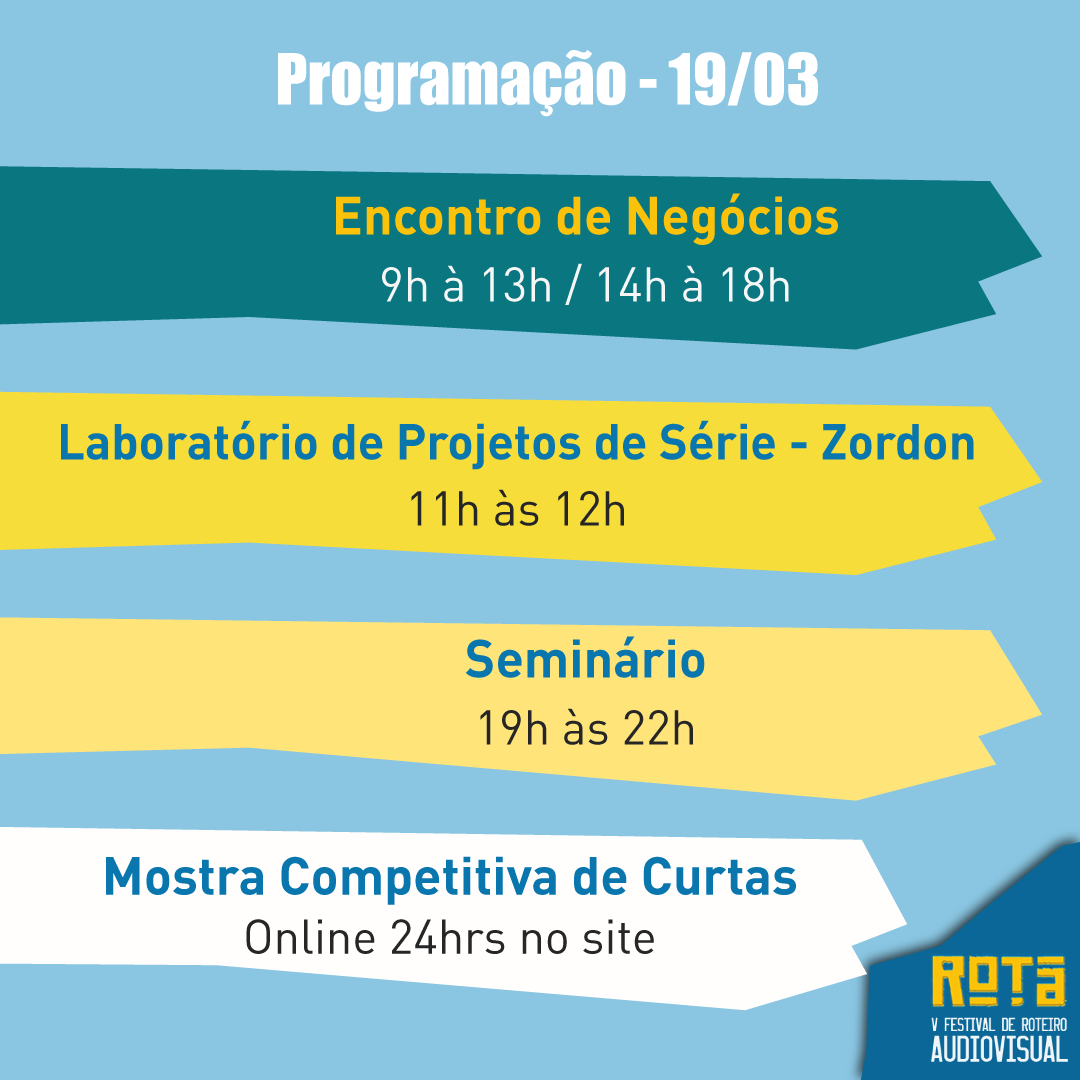 Programação - 19/03
Encontro de Negócios
9h à 13h / 14h à 18h
Laboratório de Projetos de Série - Zordon
11h às 12h
Seminário
19h às 22h
Mostra Competitiva de Curtas
Online 24hrs no site
ROTA
V FESTIVAL DE ROTEIRO
AUDIOVISUAL